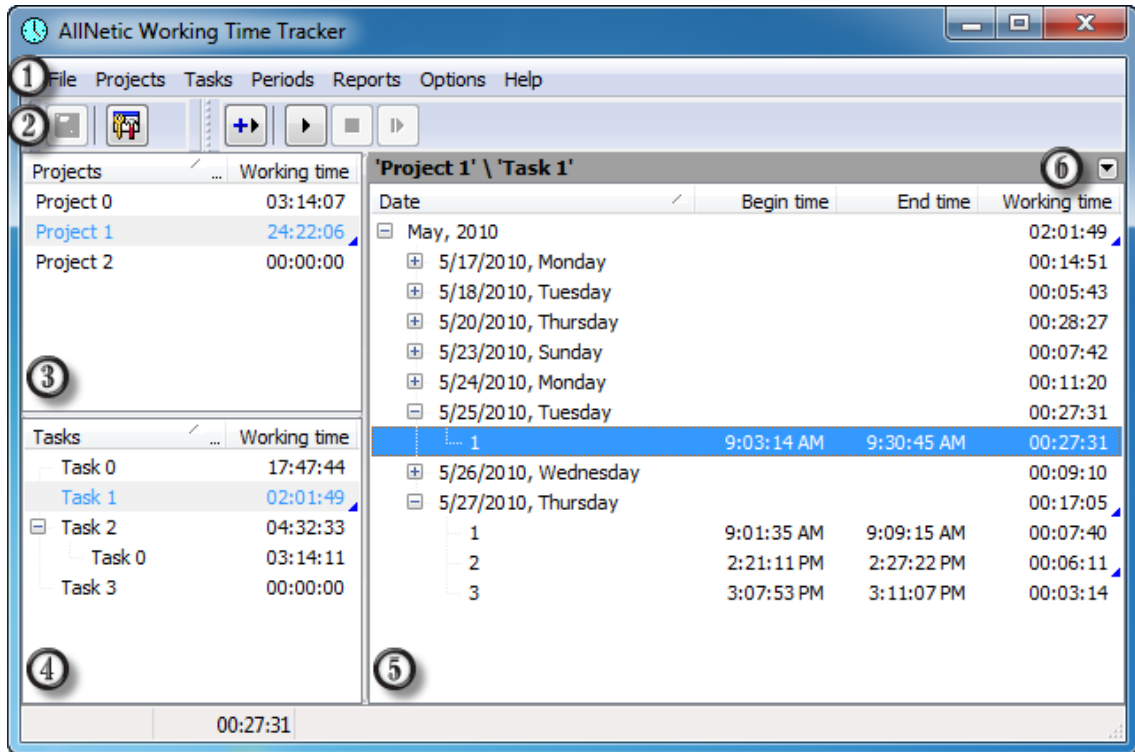 AllNetic Working Time Tracker
1 File Projects Tasks Periods Reports Options Help
2
Projects ... Working time
Project 0 03:14:07
Project 1 24:22:06
Project 2 00:00:00
3
Tasks ... Working time
Task 0 17:47:44
Task 1 02:01:49
Task 2 04:32:33
Task 0 03:14:11
Task 3 00:00:00
4
'Project 1' \ 'Task 1' 6
Date Begin time End time Working time
May, 2010 02:01:49
5/17/2010, Monday 00:14:51
5/18/2010, Tuesday 00:05:43
5/20/2010, Thursday 00:28:27
5/23/2010, Sunday 00:07:42
5/24/2010, Monday 00:11:20
5/25/2010, Tuesday 00:27:31
1 9:03:14 AM 9:30:45 AM 00:27:31
5/26/2010, Wednesday 00:09:10
5/27/2010, Thursday 00:17:05
1 9:01:35 AM 9:09:15 AM 00:07:40
2 2:21:11 PM 2:27:22 PM 00:06:11
3 3:07:53 PM 3:11:07 PM 00:03:14
5
00:27:31